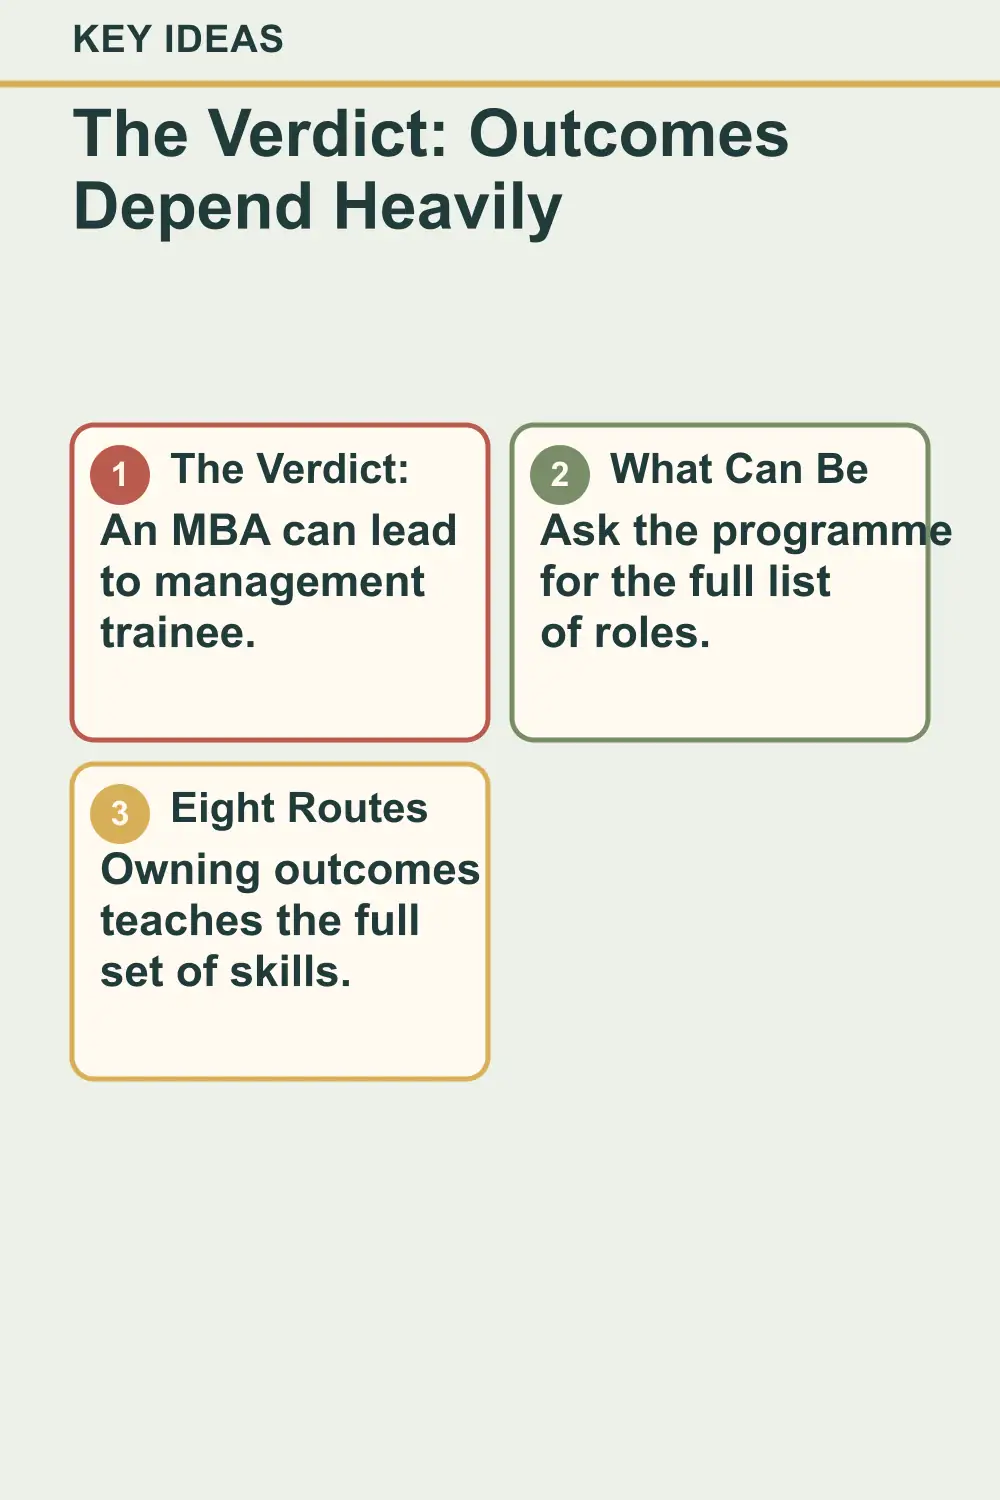 KEY IDEAS
The Verdict: Outcomes
Depend Heavily
1 The Verdict:
An MBA can lead
to management
trainee.
2 What Can Be
Ask the programme
for the full list
of roles.
3 Eight Routes
Owning outcomes
teaches the full
set of skills.